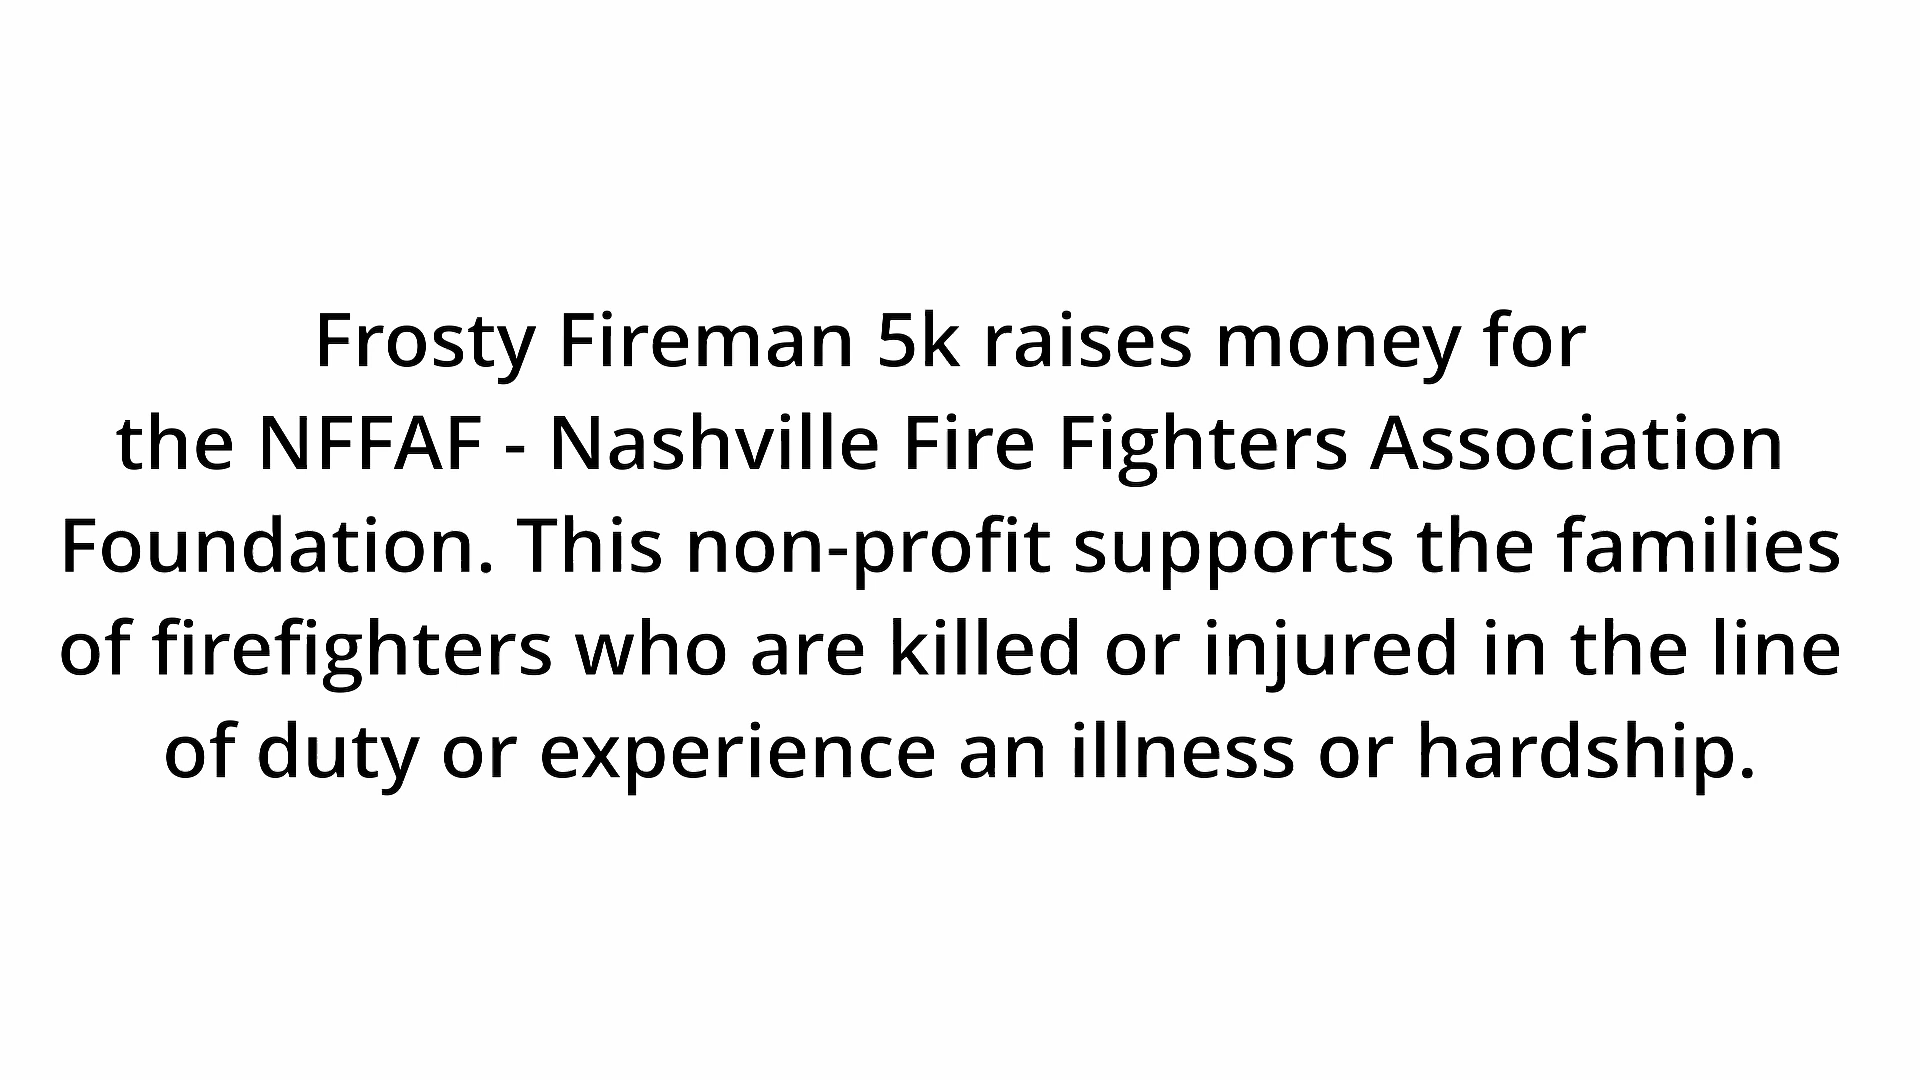 Frosty Fireman 5k raises money for
the NFFAF - Nashville Fire Fighters Association
Foundation. This non-profit supports the families
of firefighters who are killed or injured in the line
of duty or experience an illness or hardship.